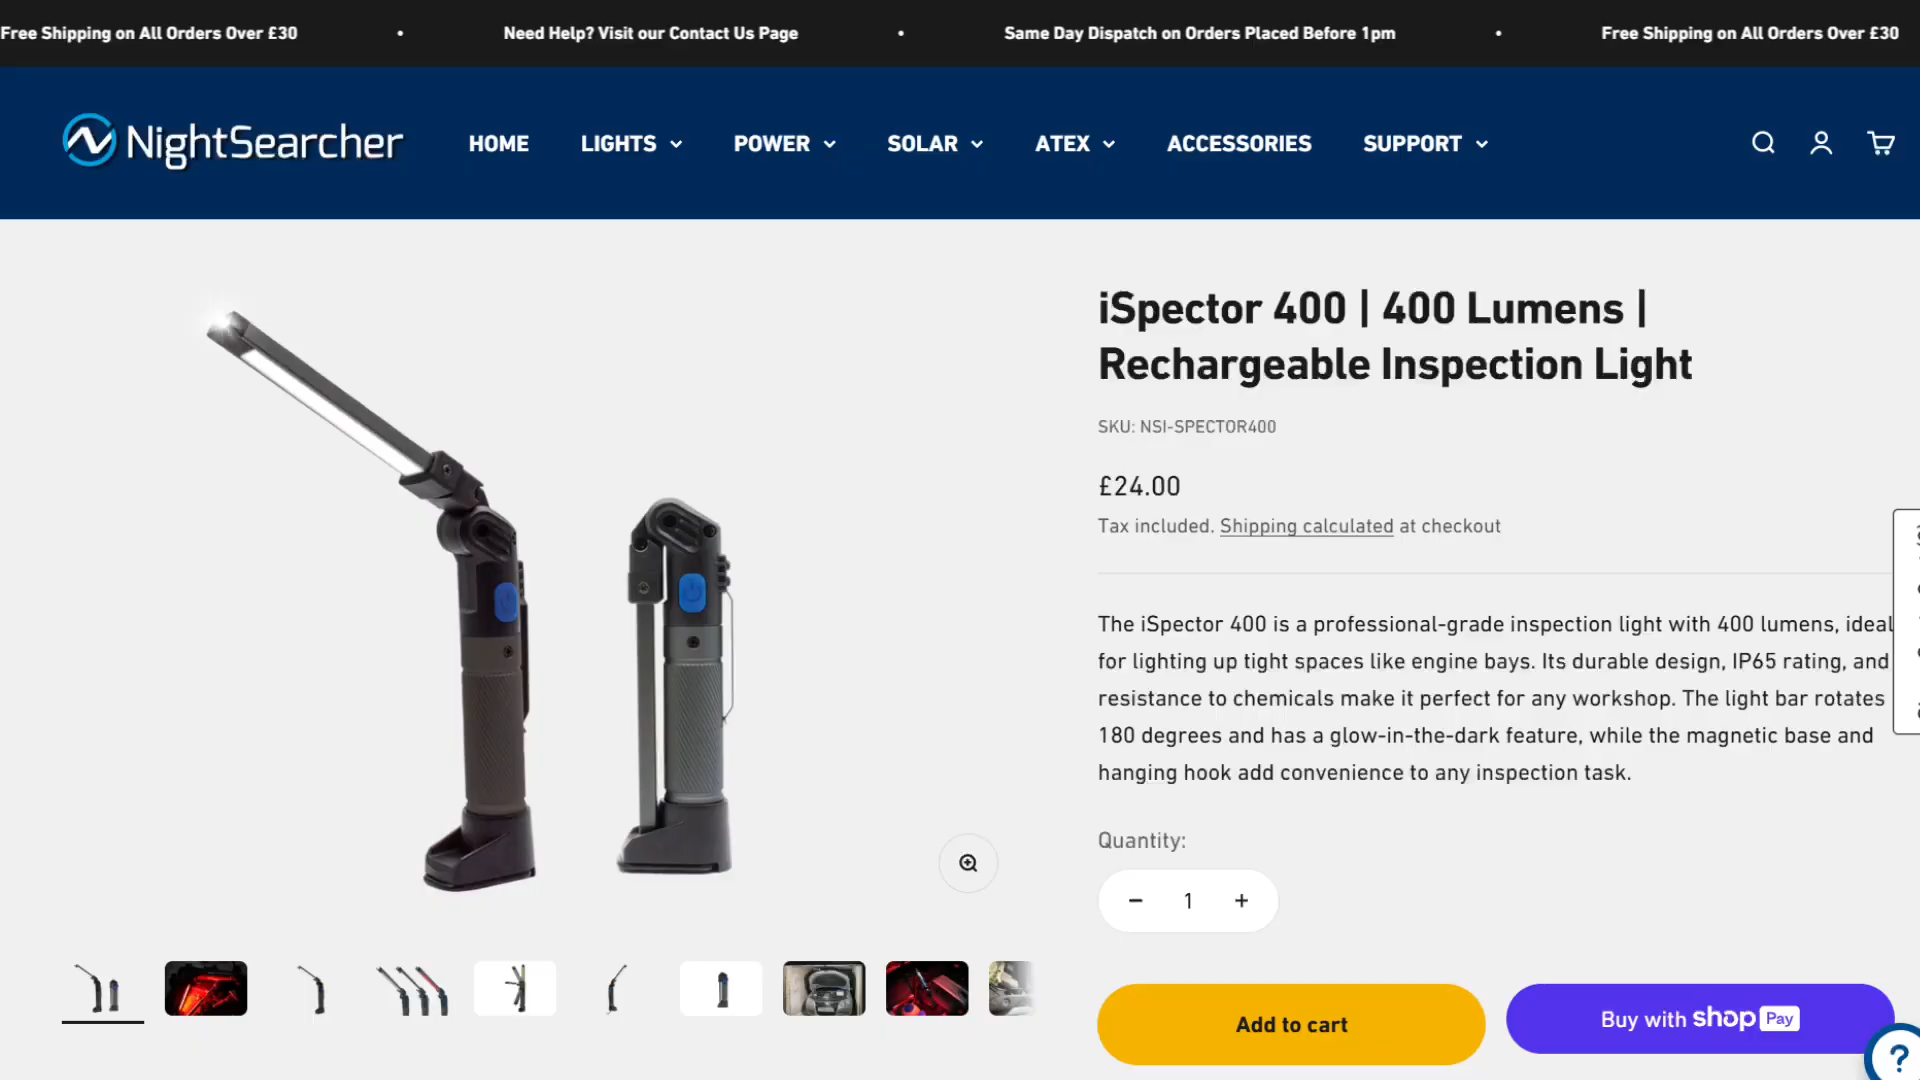 Free Shipping on All Orders Over £30 • Need Help? Visit our Contact Us Page • Same Day Dispatch on Orders Placed Before 1pm • Free Shipping on All Orders Over £30
NightSearcher HOME LIGHTS POWER SOLAR ATEX ACCESSORIES SUPPORT
iSpector 400 | 400 Lumens |
Rechargeable Inspection Light
SKU: NSI-SPECTOR400
£24.00
Tax included. Shipping calculated at checkout
The iSpector 400 is a professional-grade inspection light with 400 lumens, ideal
for lighting up tight spaces like engine bays. Its durable design, IP65 rating, and
resistance to chemicals make it perfect for any workshop. The light bar rotates
180 degrees and has a glow-in-the-dark feature, while the magnetic base and
hanging hook add convenience to any inspection task.
Quantity:
− 1 +
Add to cart
Buy with shop Pay
?